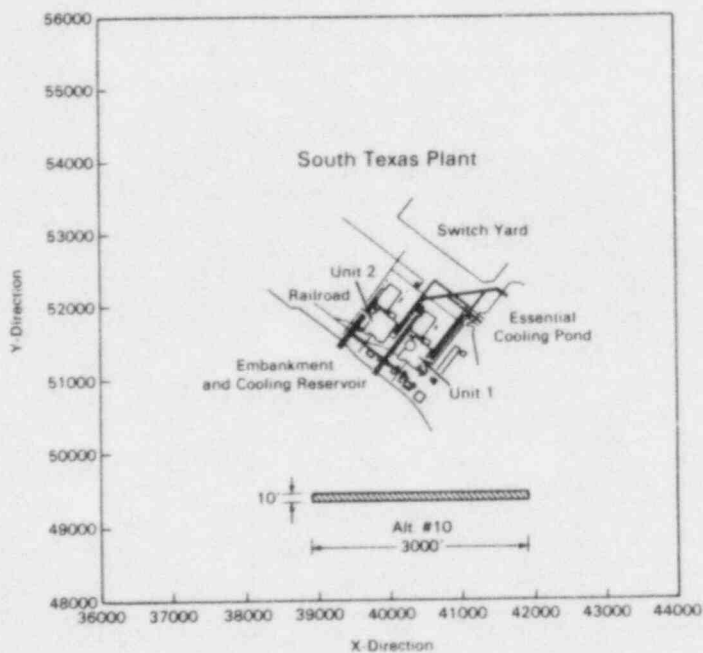 56000
55000
54000
53000
52000
51000
50000
49000
48000
Y-Direction
South Texas Plant
Switch Yard
Unit 2
Railroad
Essential
Cooling Pond
Embankment
and Cooling Reservoir
Unit 1
10'
Alt. #10
3000'
36000 37000 38000 39000 40000 41000 42000 43000 44000
X-Direction